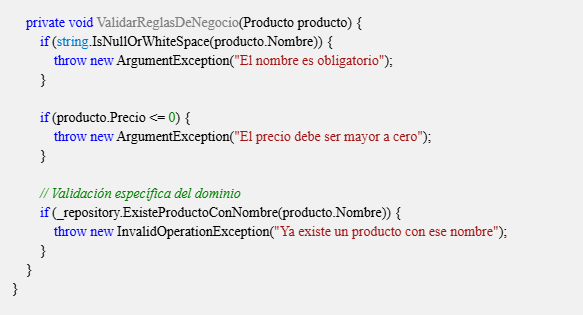 private void ValidarReglasDeNegocio(Producto producto) {
if (string.IsNullOrWhiteSpace(producto.Nombre)) {
throw new ArgumentException("El nombre es obligatorio");
}
if (producto.Precio <= 0) {
throw new ArgumentException("El precio debe ser mayor a cero");
}
// Validación específica del dominio
if (_repository.ExisteProductoConNombre(producto.Nombre)) {
throw new InvalidOperationException("Ya existe un producto con ese nombre");
}
}
}